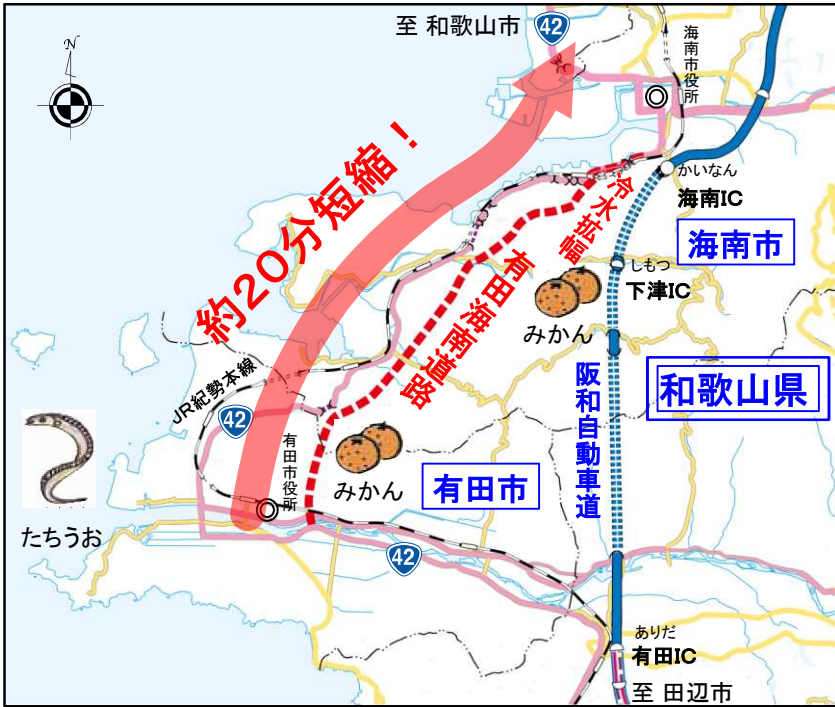 至 和歌山市
42
海南市役所
N
約20分短縮！
冷水拡幅
かいなん
海南IC
海南市
しもつ
下津IC
有田海南道路
みかん
JR紀勢本線
阪和自動車道
和歌山県
42
有田市役所
みかん
有田市
たちうお
42
ありだ
有田IC
至 田辺市